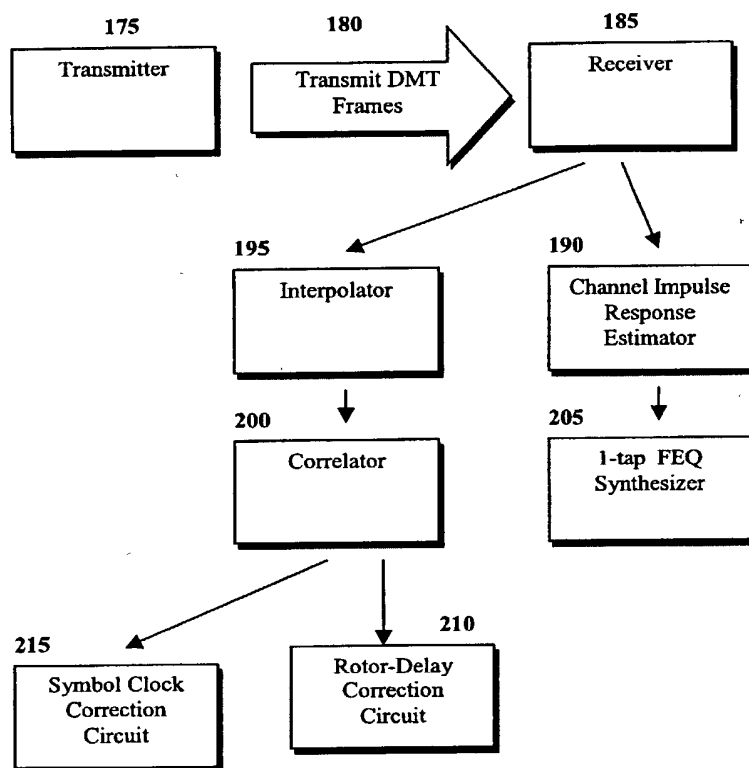 175
180
185
Transmitter
Transmit DMT
Frames
Receiver
195
190
Interpolator
Channel Impulse
Response
Estimator
200
205
Correlator
1-tap FEQ
Synthesizer
215
210
Symbol Clock
Correction
Circuit
Rotor-Delay
Correction
Circuit